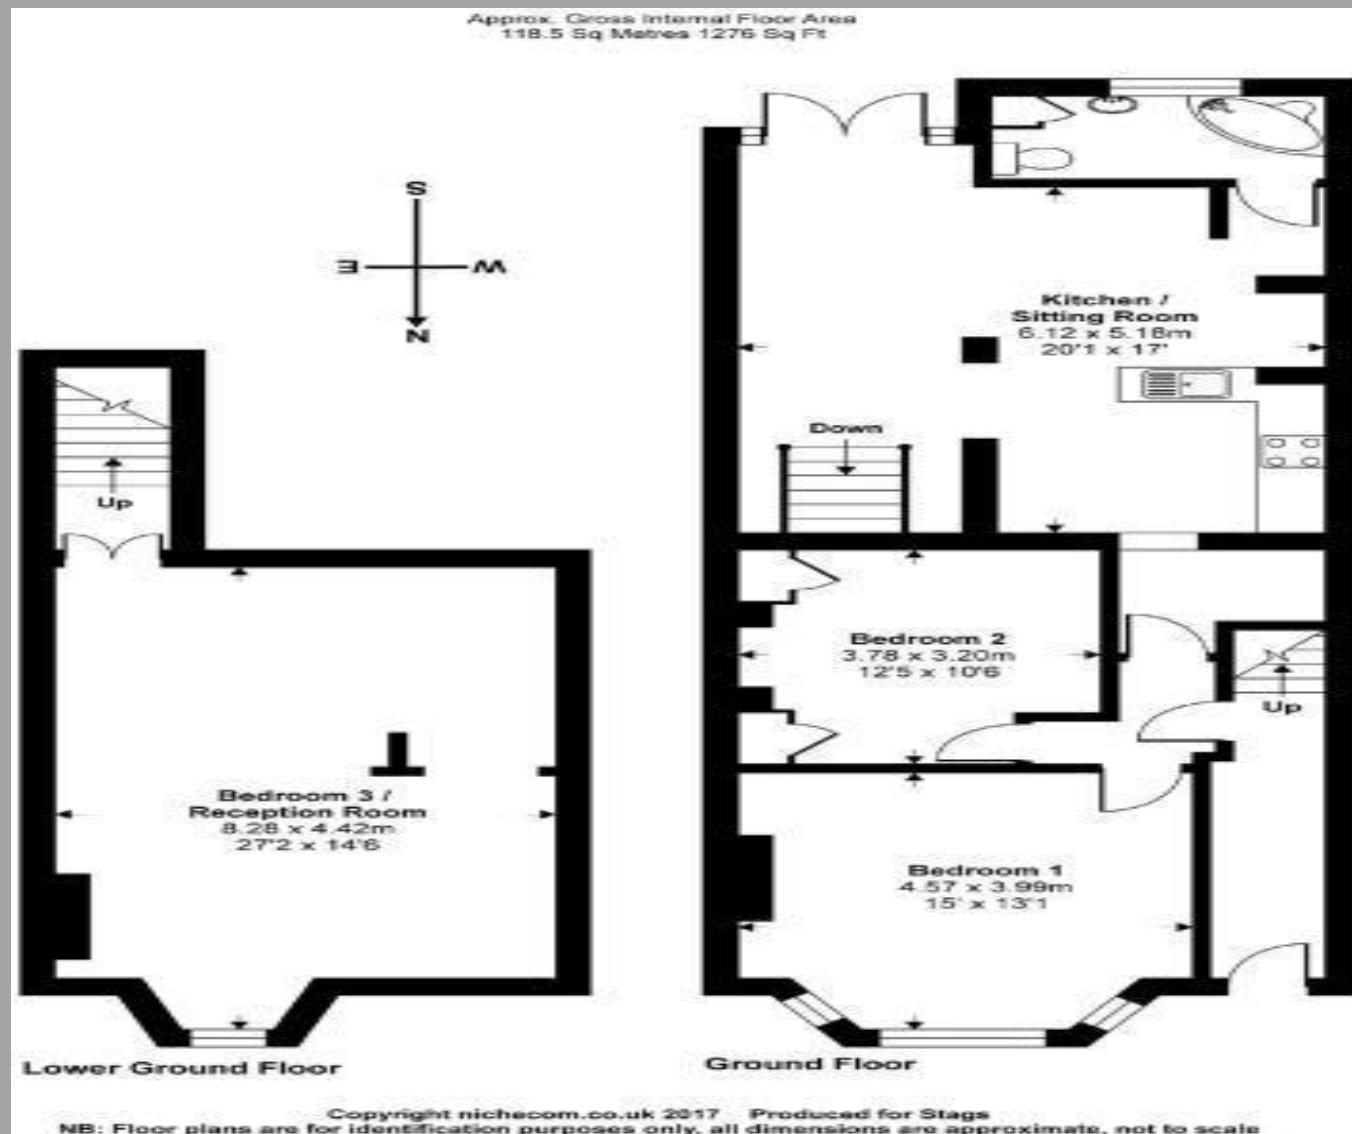 Approx. Gross Internal Floor Area
118.5 Sq Metres 1276 Sq Ft
S
E
W
N
Kitchen /
Sitting Room
6.12 x 5.18m
20'1 x 17'
Down
Up
Bedroom 2
3.78 x 3.20m
12'5 x 10'6
Up
Bedroom 3 /
Reception Room
8.28 x 4.42m
27'2 x 14'6
Bedroom 1
4.57 x 3.99m
15' x 13'1
Lower Ground Floor
Ground Floor
Copyright nichecom.co.uk 2017 Produced for Stags
NB: Floor plans are for identification purposes only, all dimensions are approximate, not to scale